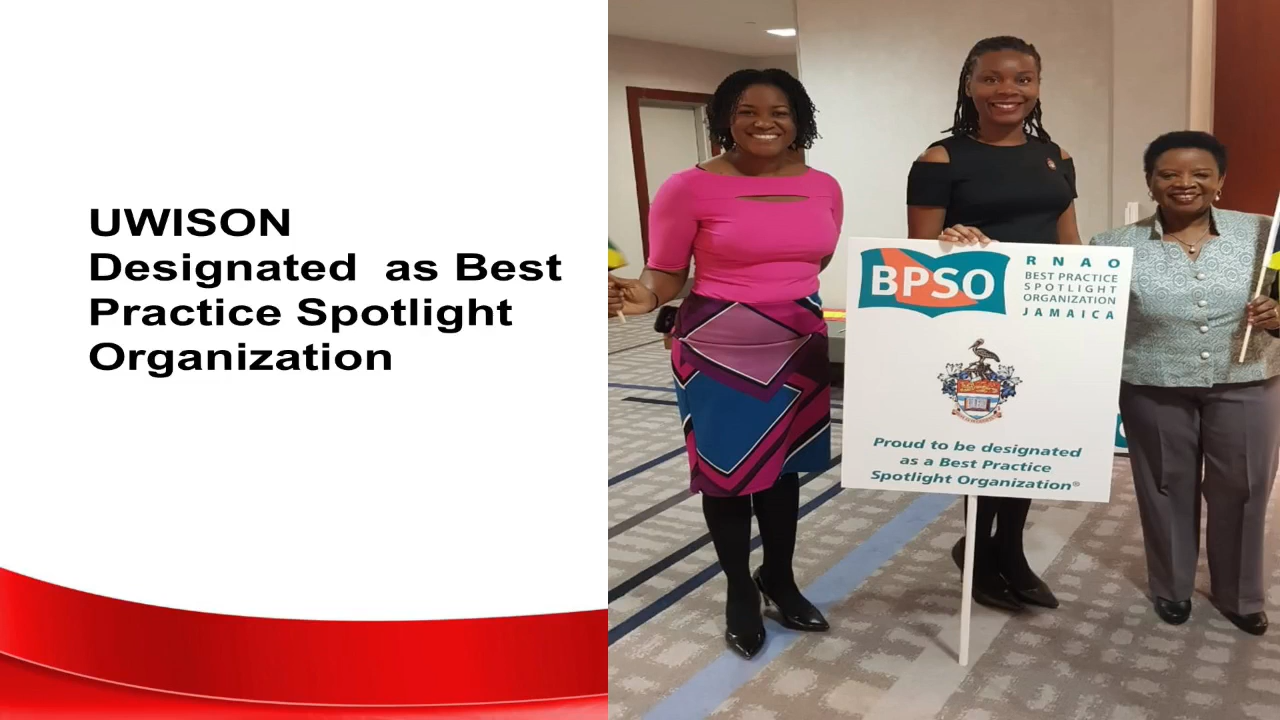 UWISON
Designated  as Best
Practice Spotlight
Organization
BPSO
RNAO
BEST PRACTICE
SPOTLIGHT
ORGANIZATION
JAMAICA
Proud to be designated
as a Best Practice
Spotlight Organization®